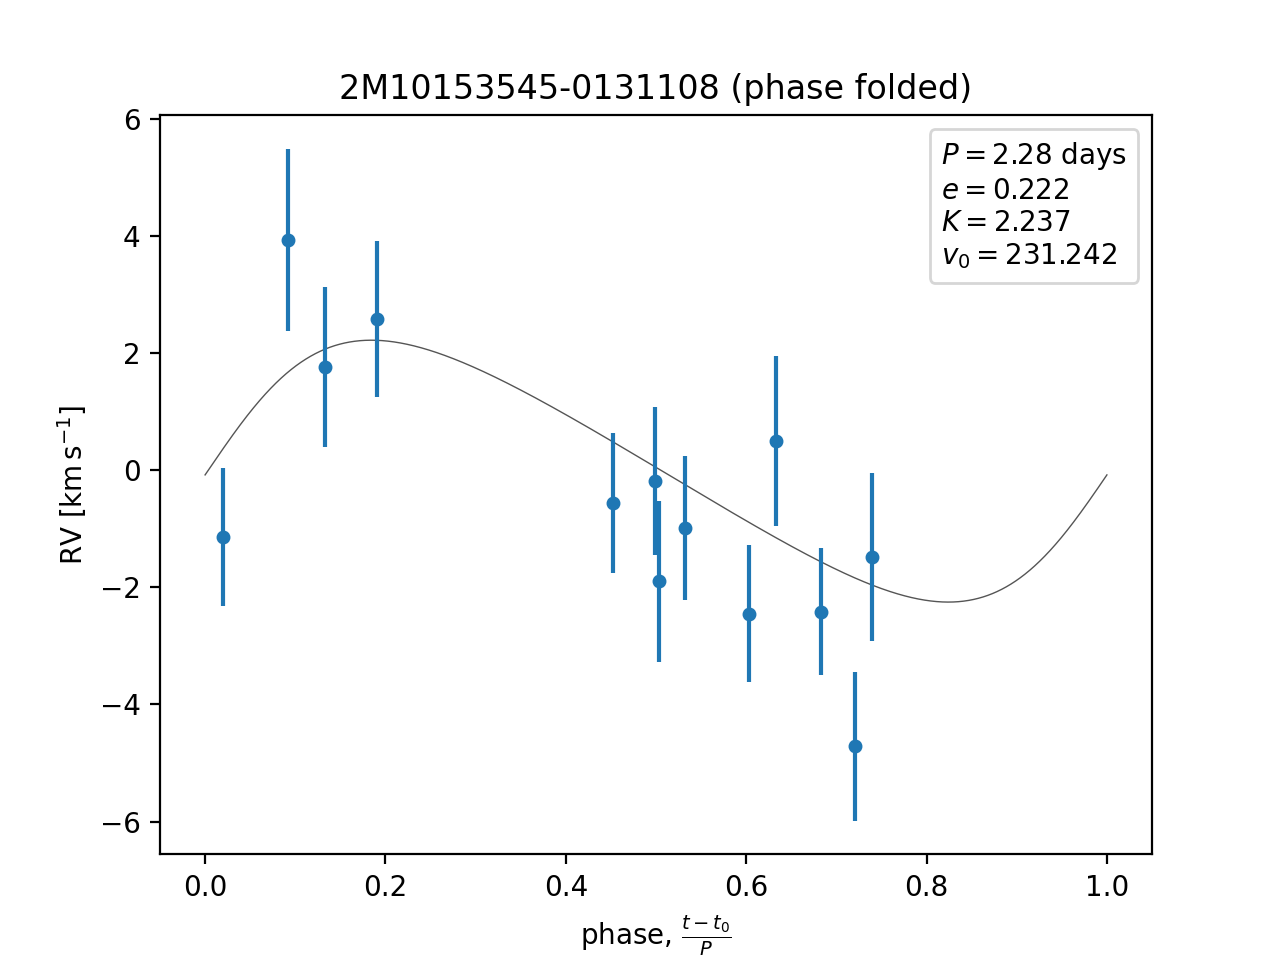 2M10153545-0131108 (phase folded)
P = 2.28 days
e = 0.222
K = 2.237
v₀ = 231.242
6
4
2
0
−2
−4
−6
RV [km s⁻¹]
0.0 0.2 0.4 0.6 0.8 1.0
phase, (t − t₀)/P